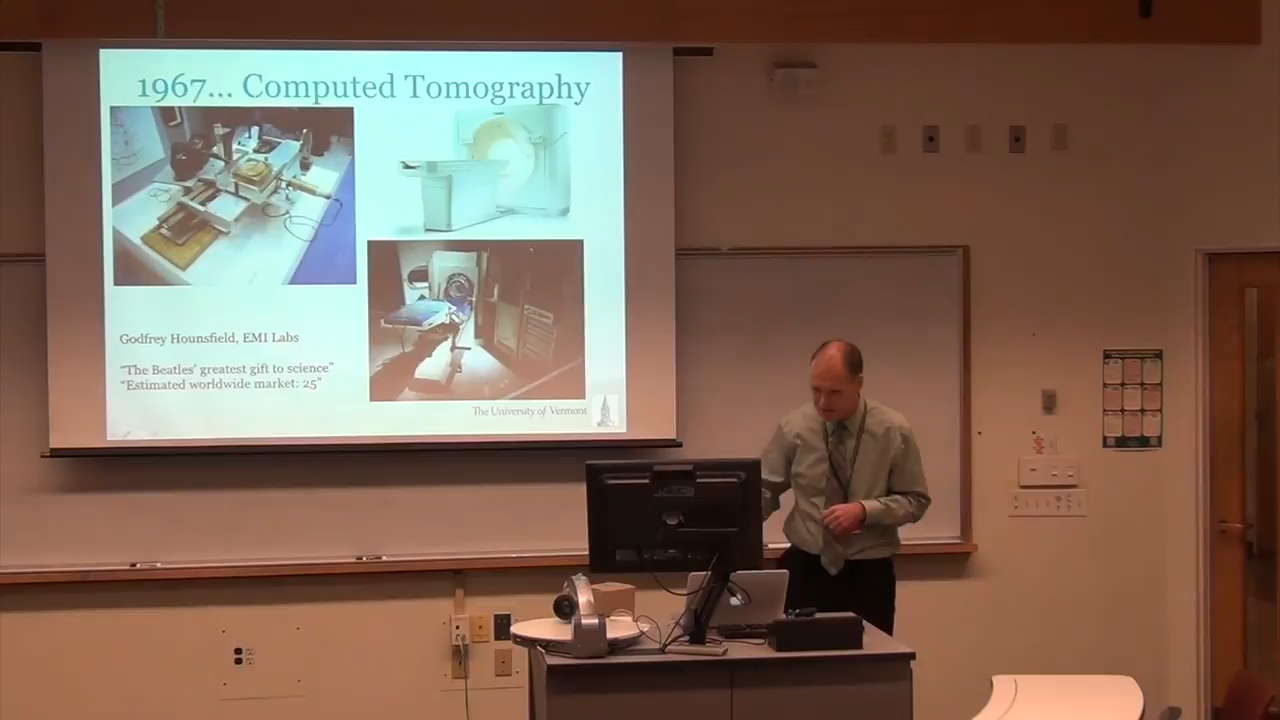 1967... Computed Tomography
Godfrey Hounsfield, EMI Labs
"The Beatles' greatest gift to science"
"Estimated worldwide market: 25"
The University of Vermont